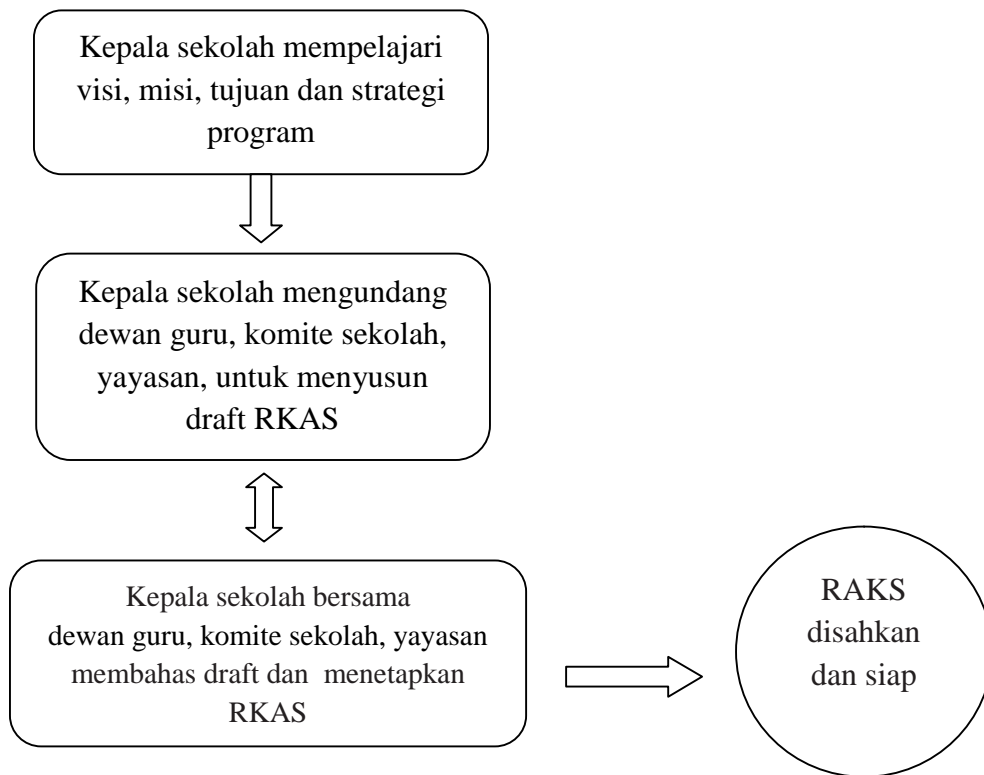 Kepala sekolah mempelajari
visi, misi, tujuan dan strategi
program
Kepala sekolah mengundang
dewan guru, komite sekolah,
yayasan, untuk menyusun
draft RKAS
Kepala sekolah bersama
dewan guru, komite sekolah, yayasan
membahas draft dan menetapkan
RKAS
RAKS
disahkan
dan siap